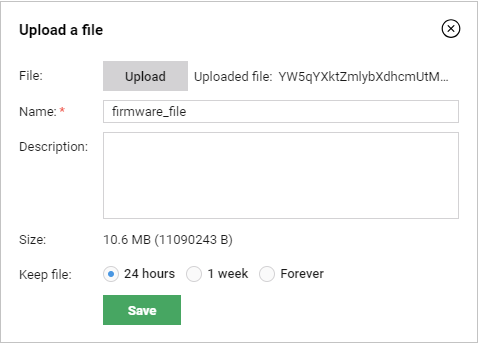 Upload a file
File: Upload Uploaded file: YW5qYXktZmlybXdhcmUtM...
Name: * firmware_file
Description:
Size: 10.6 MB (11090243 B)
Keep file: 24 hours 1 week Forever
Save